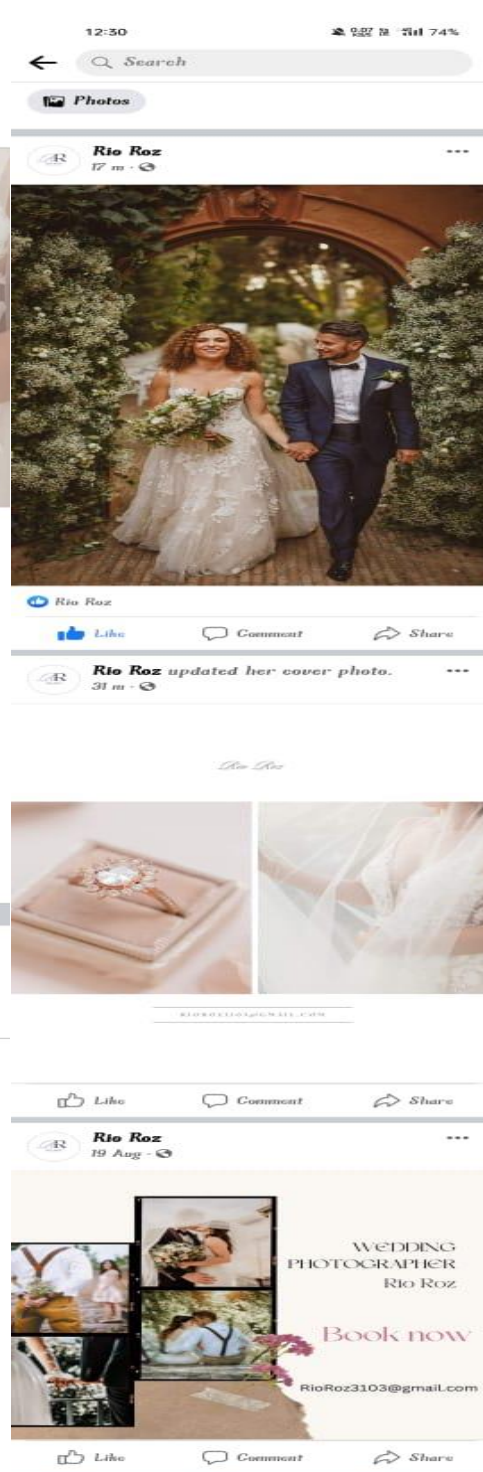 12:30
74%
Search
Photos
Rio Roz
17 m
Rio Roz
Like Comment Share
Rio Roz updated her cover photo.
31 m
Rio Roz
Like Comment Share
Rio Roz
19 Aug
WEDDING
PHOTOGRAPHER
Rio Roz
Book now
RioRoz3103@gmail.com
Like Comment Share